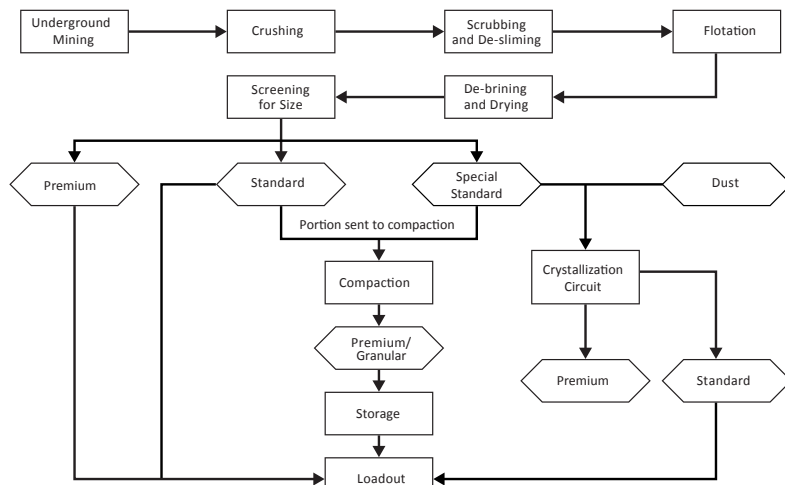 Underground
Mining
Crushing
Scrubbing
and De-sliming
Flotation
Screening
for Size
De-brining
and Drying
Premium
Standard
Special
Standard
Dust
Portion sent to compaction
Compaction
Crystallization
Circuit
Premium/
Granular
Premium
Standard
Storage
Loadout